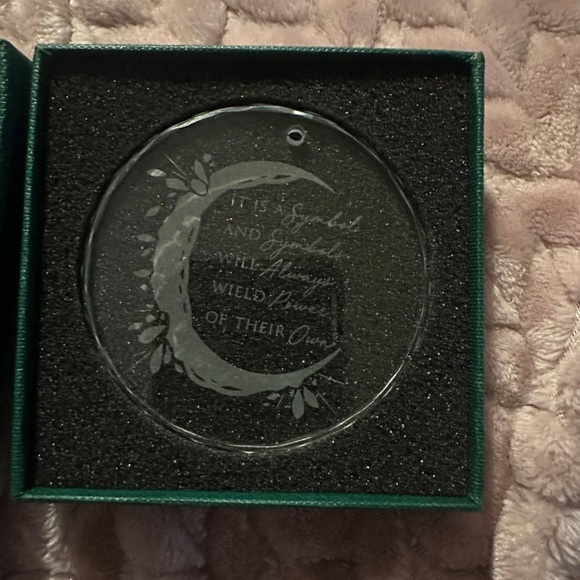 IT IS A Symbol,
AND Symbols
WILL Always
WIELD Power
OF THEIR Own